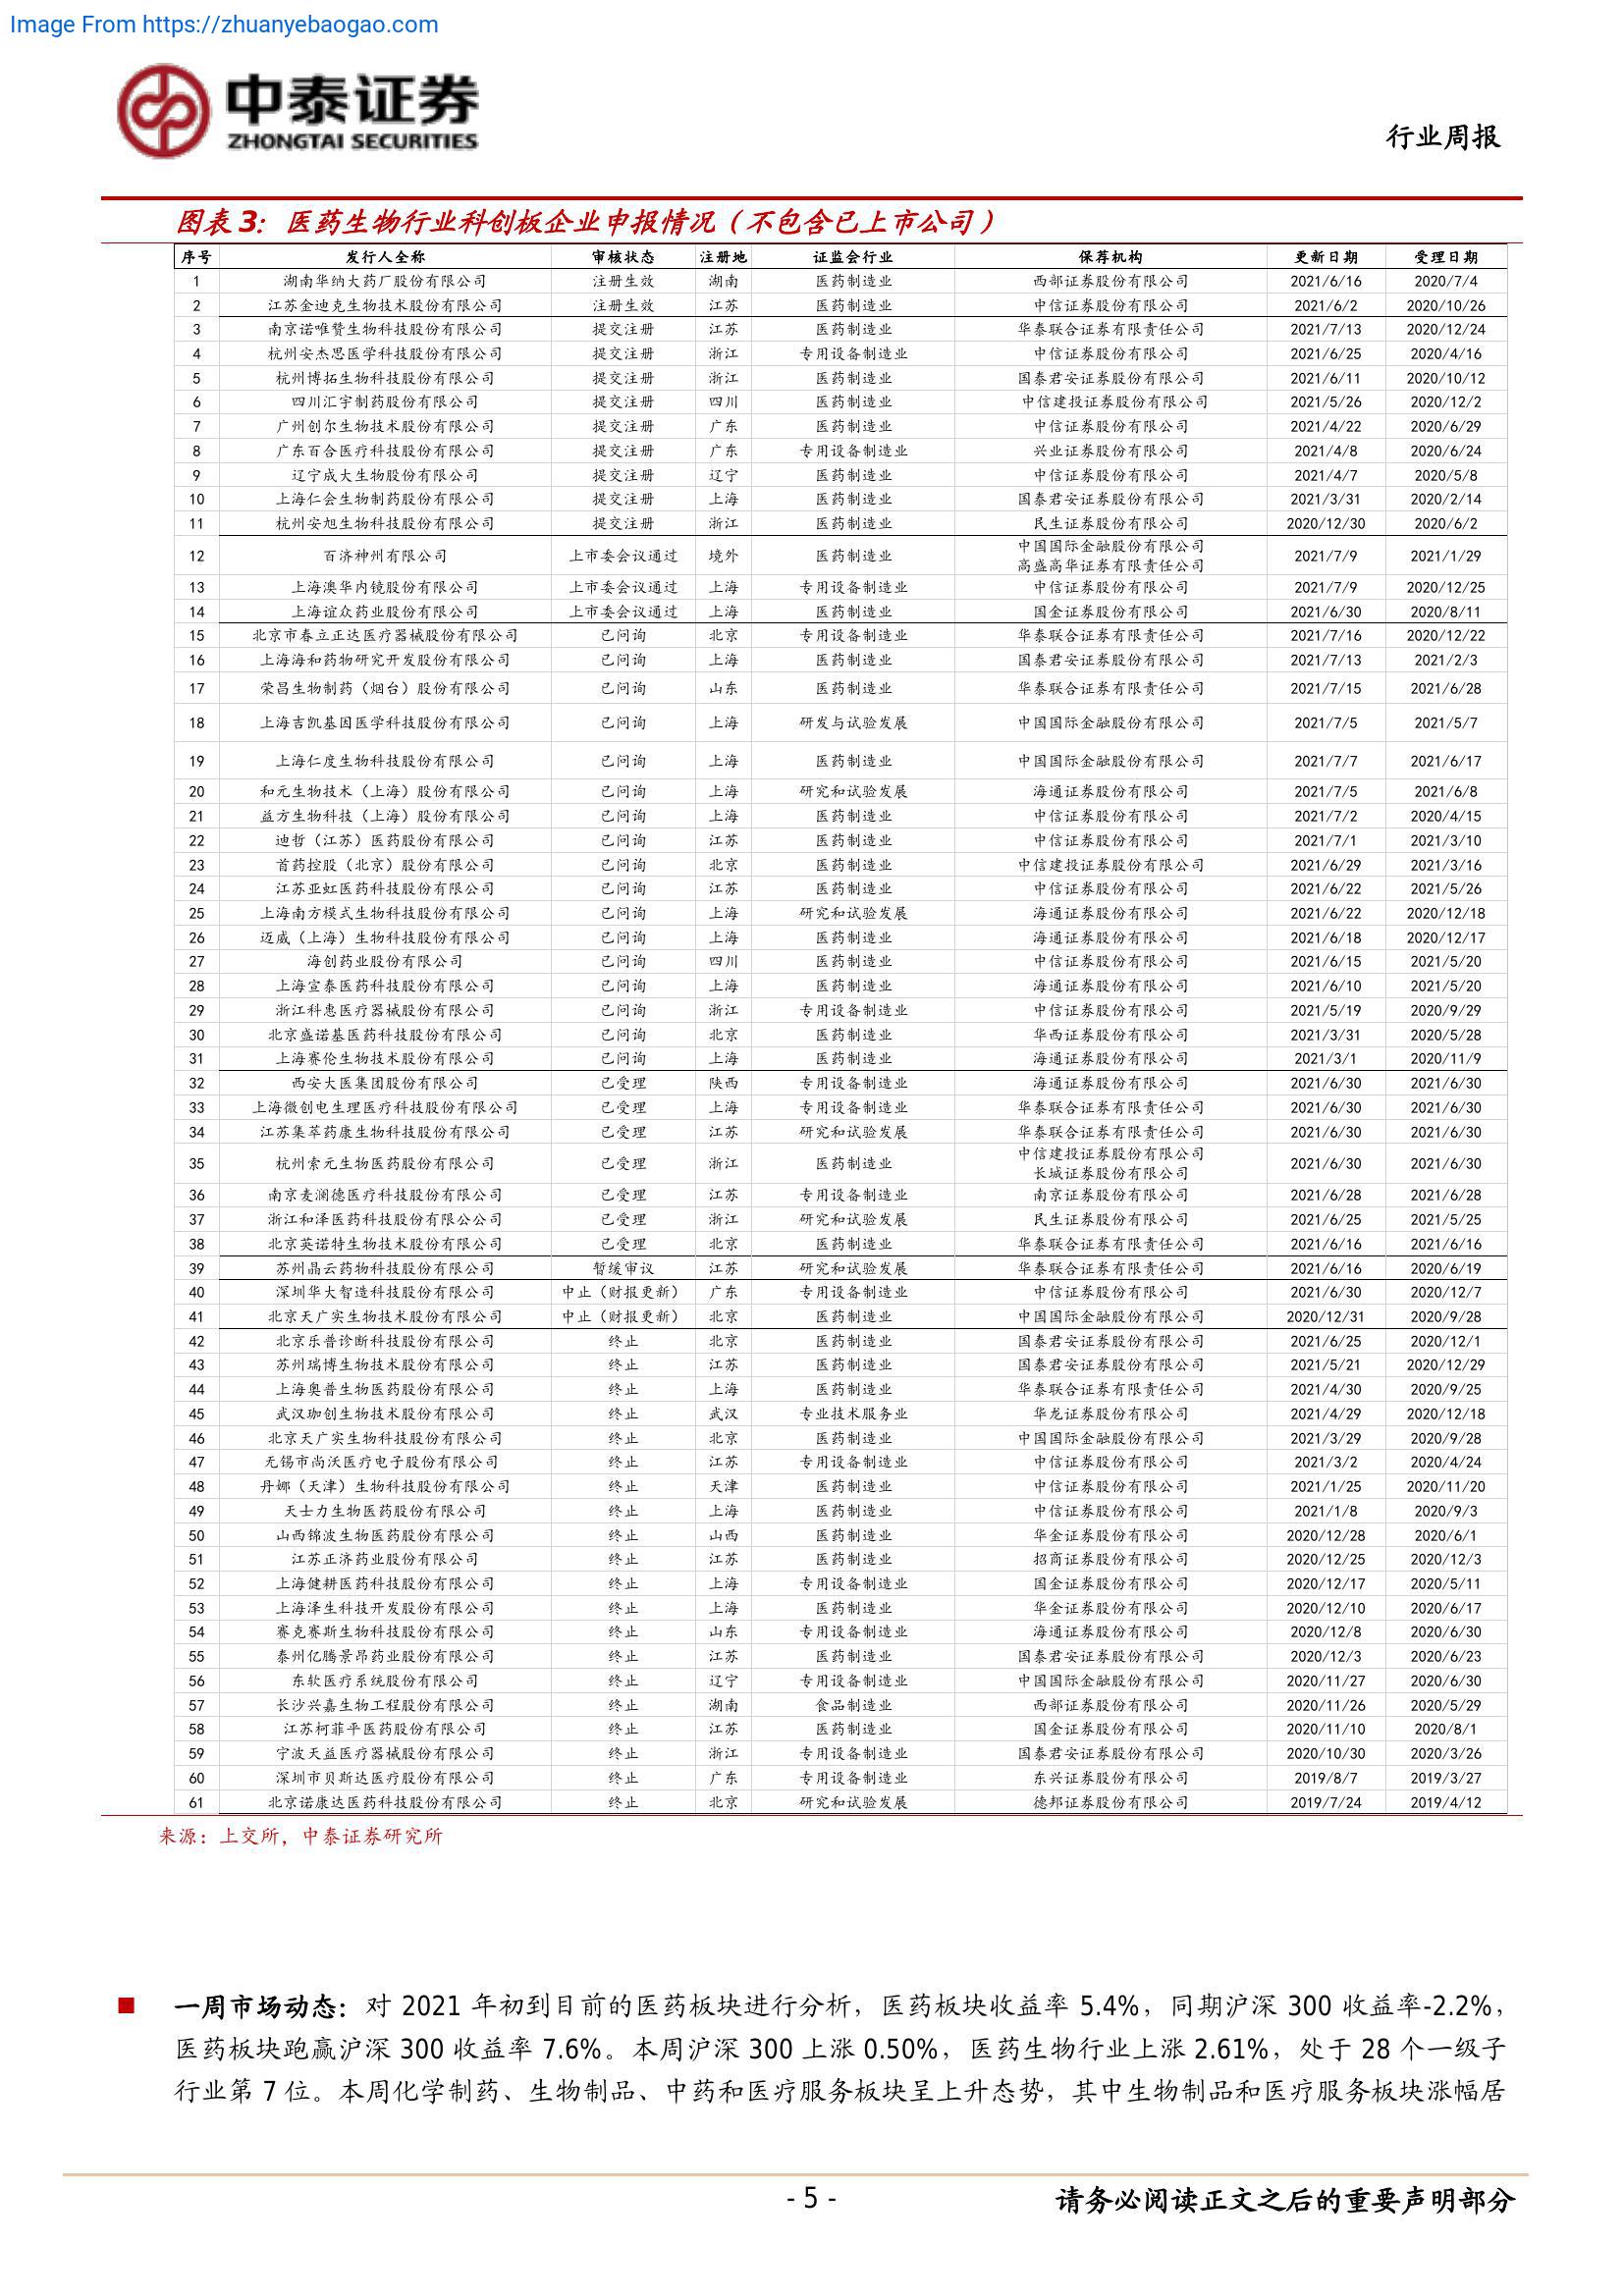 Image From https://zhuanyebaogao.com
中泰证券
ZHONGTAI SECURITIES
行业周报
图表 3：医药生物行业科创板企业申报情况（不包含已上市公司）
序号 发行人全称 审核状态 注册地 证监会行业 保荐机构 更新日期 受理日期
1 湖南华纳大药厂股份有限公司 注册生效 湖南 医药制造业 西部证券股份有限公司 2021/6/16 2020/7/4
2 江苏金迪克生物技术股份有限公司 注册生效 江苏 医药制造业 中信证券股份有限公司 2021/6/2 2020/10/26
3 南京诺唯赞生物科技股份有限公司 提交注册 江苏 医药制造业 华泰联合证券有限责任公司 2021/7/13 2020/12/24
4 杭州安杰思医学科技股份有限公司 提交注册 浙江 专用设备制造业 中信证券股份有限公司 2021/6/25 2020/4/16
5 杭州博拓生物科技股份有限公司 提交注册 浙江 医药制造业 国泰君安证券股份有限公司 2021/6/11 2020/10/12
6 四川汇宇制药股份有限公司 提交注册 四川 医药制造业 中信建投证券股份有限公司 2021/5/26 2020/12/2
7 广州创尔生物技术股份有限公司 提交注册 广东 医药制造业 中信证券股份有限公司 2021/4/22 2020/6/29
8 广东百合医疗科技股份有限公司 提交注册 广东 专用设备制造业 兴业证券股份有限公司 2021/4/8 2020/6/24
9 辽宁成大生物股份有限公司 提交注册 辽宁 医药制造业 中信证券股份有限公司 2021/4/7 2020/5/8
10 上海仁会生物制药股份有限公司 提交注册 上海 医药制造业 国泰君安证券股份有限公司 2021/3/31 2020/2/14
11 杭州安旭生物科技股份有限公司 提交注册 浙江 医药制造业 民生证券股份有限公司 2020/12/30 2020/6/2
12 百济神州有限公司 上市委会议通过 境外 医药制造业 中国国际金融股份有限公司 高盛高华证券有限责任公司 2021/7/9 2021/1/29
13 上海澳华内镜股份有限公司 上市委会议通过 上海 专用设备制造业 中信证券股份有限公司 2021/7/9 2020/12/25
14 上海谊众药业股份有限公司 上市委会议通过 上海 医药制造业 国金证券股份有限公司 2021/6/30 2020/8/11
15 北京市春立正达医疗器械股份有限公司 已问询 北京 专用设备制造业 华泰联合证券有限责任公司 2021/7/16 2020/12/22
16 上海海和药物研究开发股份有限公司 已问询 上海 医药制造业 国泰君安证券股份有限公司 2021/7/13 2021/2/3
17 荣昌生物制药（烟台）股份有限公司 已问询 山东 医药制造业 华泰联合证券有限责任公司 2021/7/15 2021/6/28
18 上海吉凯基因医学科技股份有限公司 已问询 上海 研发与试验发展 中国国际金融股份有限公司 2021/7/5 2021/5/7
19 上海仁度生物科技股份有限公司 已问询 上海 医药制造业 中国国际金融股份有限公司 2021/7/7 2021/6/17
20 和元生物技术（上海）股份有限公司 已问询 上海 研究和试验发展 海通证券股份有限公司 2021/7/5 2021/6/8
21 益方生物科技（上海）股份有限公司 已问询 上海 医药制造业 中信证券股份有限公司 2021/7/2 2020/4/15
22 迪哲（江苏）医药股份有限公司 已问询 江苏 医药制造业 中信证券股份有限公司 2021/7/1 2021/3/10
23 首药控股（北京）股份有限公司 已问询 北京 医药制造业 中信建投证券股份有限公司 2021/6/29 2021/3/16
24 江苏亚虹医药科技股份有限公司 已问询 江苏 医药制造业 中信证券股份有限公司 2021/6/22 2021/5/26
25 上海南方模式生物科技股份有限公司 已问询 上海 研究和试验发展 海通证券股份有限公司 2021/6/22 2020/12/18
26 迈威（上海）生物科技股份有限公司 已问询 上海 医药制造业 海通证券股份有限公司 2021/6/18 2020/12/17
27 海创药业股份有限公司 已问询 四川 医药制造业 中信证券股份有限公司 2021/6/15 2021/5/20
28 上海宣泰医药科技股份有限公司 已问询 上海 医药制造业 海通证券股份有限公司 2021/6/10 2021/5/20
29 浙江科惠医疗器械股份有限公司 已问询 浙江 专用设备制造业 中信证券股份有限公司 2021/5/19 2020/9/29
30 北京盛诺基医药科技股份有限公司 已问询 北京 医药制造业 华西证券股份有限公司 2021/3/31 2020/5/28
31 上海赛伦生物技术股份有限公司 已问询 上海 医药制造业 海通证券股份有限公司 2021/3/1 2020/11/9
32 西安大医集团股份有限公司 已受理 陕西 专用设备制造业 海通证券股份有限公司 2021/6/30 2021/6/30
33 上海微创电生理医疗科技股份有限公司 已受理 上海 专用设备制造业 华泰联合证券有限责任公司 2021/6/30 2021/6/30
34 江苏集萃药康生物科技股份有限公司 已受理 江苏 研究和试验发展 华泰联合证券有限责任公司 2021/6/30 2021/6/30
35 杭州索元生物医药股份有限公司 已受理 浙江 医药制造业 中信建投证券股份有限公司 长城证券股份有限公司 2021/6/30 2021/6/30
36 南京麦澜德医疗科技股份有限公司 已受理 江苏 专用设备制造业 南京证券股份有限公司 2021/6/28 2021/6/28
37 浙江和泽医药科技股份有限公公司 已受理 浙江 研究和试验发展 民生证券股份有限公司 2021/6/25 2021/5/25
38 北京英诺特生物技术股份有限公司 已受理 北京 医药制造业 华泰联合证券有限责任公司 2021/6/16 2021/6/16
39 苏州晶云药物科技股份有限公司 暂缓审议 江苏 研究和试验发展 华泰联合证券有限责任公司 2021/6/16 2020/6/19
40 深圳华大智造科技股份有限公司 中止（财报更新） 广东 专用设备制造业 中信证券股份有限公司 2021/6/30 2020/12/7
41 北京天广实生物技术股份有限公司 中止（财报更新） 北京 医药制造业 中国国际金融股份有限公司 2020/12/31 2020/9/28
42 北京乐普诊断科技股份有限公司 终止 北京 医药制造业 国泰君安证券股份有限公司 2021/6/25 2020/12/1
43 苏州瑞博生物技术股份有限公司 终止 江苏 医药制造业 国泰君安证券股份有限公司 2021/5/21 2020/12/29
44 上海奥普生物医药股份有限公司 终止 上海 医药制造业 华泰联合证券有限责任公司 2021/4/30 2020/9/25
45 武汉珈创生物技术股份有限公司 终止 武汉 专业技术服务业 华龙证券股份有限公司 2021/4/29 2020/12/18
46 北京天广实生物科技股份有限公司 终止 北京 医药制造业 中国国际金融股份有限公司 2021/3/29 2020/9/28
47 无锡市尚沃医疗电子股份有限公司 终止 江苏 专用设备制造业 中信证券股份有限公司 2021/3/2 2020/4/24
48 丹娜（天津）生物科技股份有限公司 终止 天津 医药制造业 中信证券股份有限公司 2021/1/25 2020/11/20
49 天士力生物医药股份有限公司 终止 上海 医药制造业 中信证券股份有限公司 2021/1/8 2020/9/3
50 山西锦波生物医药股份有限公司 终止 山西 医药制造业 华金证券股份有限公司 2020/12/28 2020/6/1
51 江苏正济药业股份有限公司 终止 江苏 医药制造业 招商证券股份有限公司 2020/12/25 2020/12/3
52 上海健耕医药科技股份有限公司 终止 上海 专用设备制造业 国金证券股份有限公司 2020/12/17 2020/5/11
53 上海泽生科技开发股份有限公司 终止 上海 医药制造业 华金证券股份有限公司 2020/12/10 2020/6/17
54 赛克赛斯生物科技股份有限公司 终止 山东 专用设备制造业 海通证券股份有限公司 2020/12/8 2020/6/30
55 泰州亿腾景昂药业股份有限公司 终止 江苏 医药制造业 国泰君安证券股份有限公司 2020/12/3 2020/6/23
56 东软医疗系统股份有限公司 终止 辽宁 专用设备制造业 中国国际金融股份有限公司 2020/11/27 2020/6/30
57 长沙兴嘉生物工程股份有限公司 终止 湖南 食品制造业 西部证券股份有限公司 2020/11/26 2020/5/29
58 江苏柯菲平医药股份有限公司 终止 江苏 医药制造业 国金证券股份有限公司 2020/11/10 2020/8/1
59 宁波天益医疗器械股份有限公司 终止 浙江 专用设备制造业 国泰君安证券股份有限公司 2020/10/30 2020/3/26
60 深圳市贝斯达医疗股份有限公司 终止 广东 专用设备制造业 东兴证券股份有限公司 2019/8/7 2019/3/27
61 北京诺康达医药科技股份有限公司 终止 北京 研究和试验发展 德邦证券股份有限公司 2019/7/24 2019/4/12
来源：上交所，中泰证券研究所
一周市场动态：对 2021 年初到目前的医药板块进行分析，医药板块收益率 5.4%，同期沪深 300 收益率-2.2%，
医药板块跑赢沪深 300 收益率 7.6%。本周沪深 300 上涨 0.50%，医药生物行业上涨 2.61%，处于 28 个一级子
行业第 7 位。本周化学制药、生物制品、中药和医疗服务板块呈上升态势，其中生物制品和医疗服务板块涨幅居
- 5 -
请务必阅读正文之后的重要声明部分